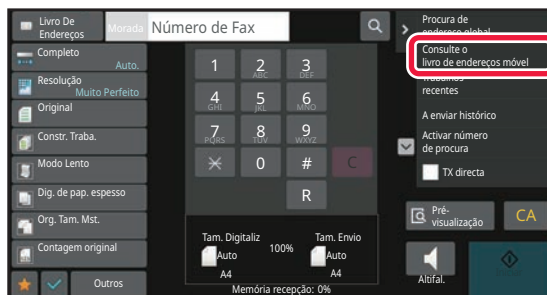 Livro De
Endereços
Morada
Número de Fax
Procura de
endereço global
Consulte o
livro de endereços móvel
Trabalhos
recentes
A enviar histórico
Activar número
de procura
TX directa
Completo
Auto.
Resolução
Muito Perfeito
Original
Constr. Traba.
Modo Lento
Dig. de pap. espesso
Org. Tam. Mst.
Contagem original
Outros
1
2
ABC
3
DEF
4
GHI
5
JKL
6
MNO
7
PQRS
8
TUV
9
WXYZ
0
#
C
R
Tam. Digitaliz
100%
Tam. Envio
Auto
Auto
A4
A4
Memória recepção: 0%
Pré-
visualização
CA
Altifal.